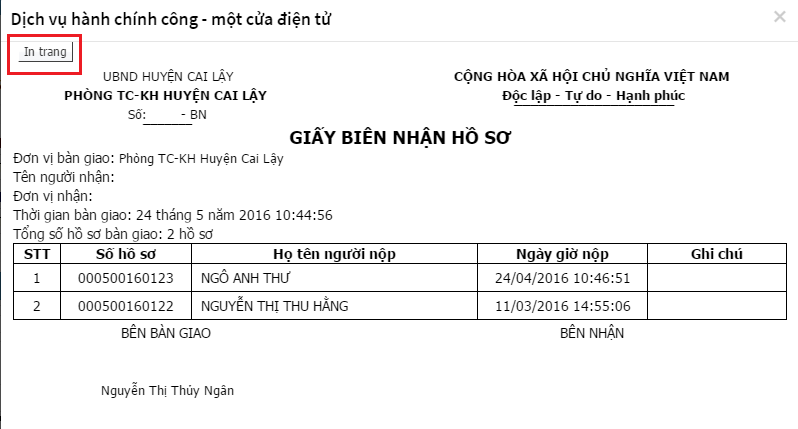 Dịch vụ hành chính công - một cửa điện tử
×
In trang
UBND HUYỆN CAI LẬY
CỘNG HÒA XÃ HỘI CHỦ NGHĨA VIỆT NAM
PHÒNG TC-KH HUYỆN CAI LẬY
Độc lập - Tự do - Hạnh phúc
Số: - BN
GIẤY BIÊN NHẬN HỒ SƠ
Đơn vị bàn giao: Phòng TC-KH Huyện Cai Lậy
Tên người nhận:
Đơn vị nhận:
Thời gian bàn giao: 24 tháng 5 năm 2016 10:44:56
Tổng số hồ sơ bàn giao: 2 hồ sơ
STT Số hồ sơ Họ tên người nộp Ngày giờ nộp Ghi chú
1 000500160123 NGÔ ANH THƯ 24/04/2016 10:46:51
2 000500160122 NGUYỄN THỊ THU HẰNG 11/03/2016 14:55:06
BÊN BÀN GIAO BÊN NHẬN
Nguyễn Thị Thúy Ngân